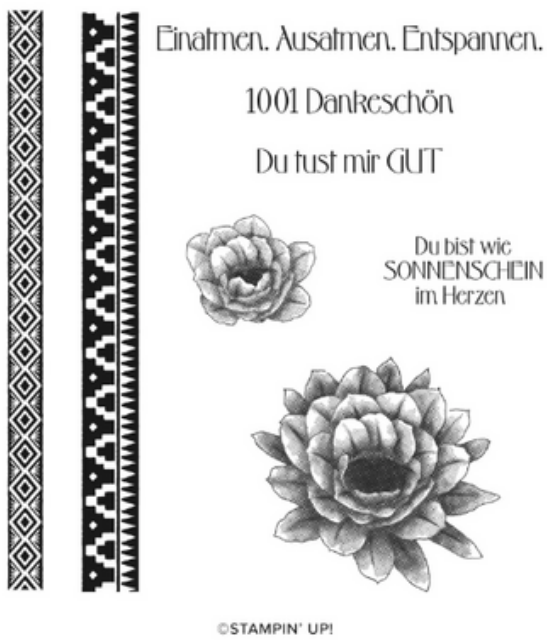 Einatmen. Ausatmen. Entspannen.
1001 Dankeschön
Du tust mir GUT
Du bist wie
SONNENSCHEIN
im Herzen
©STAMPIN' UP!